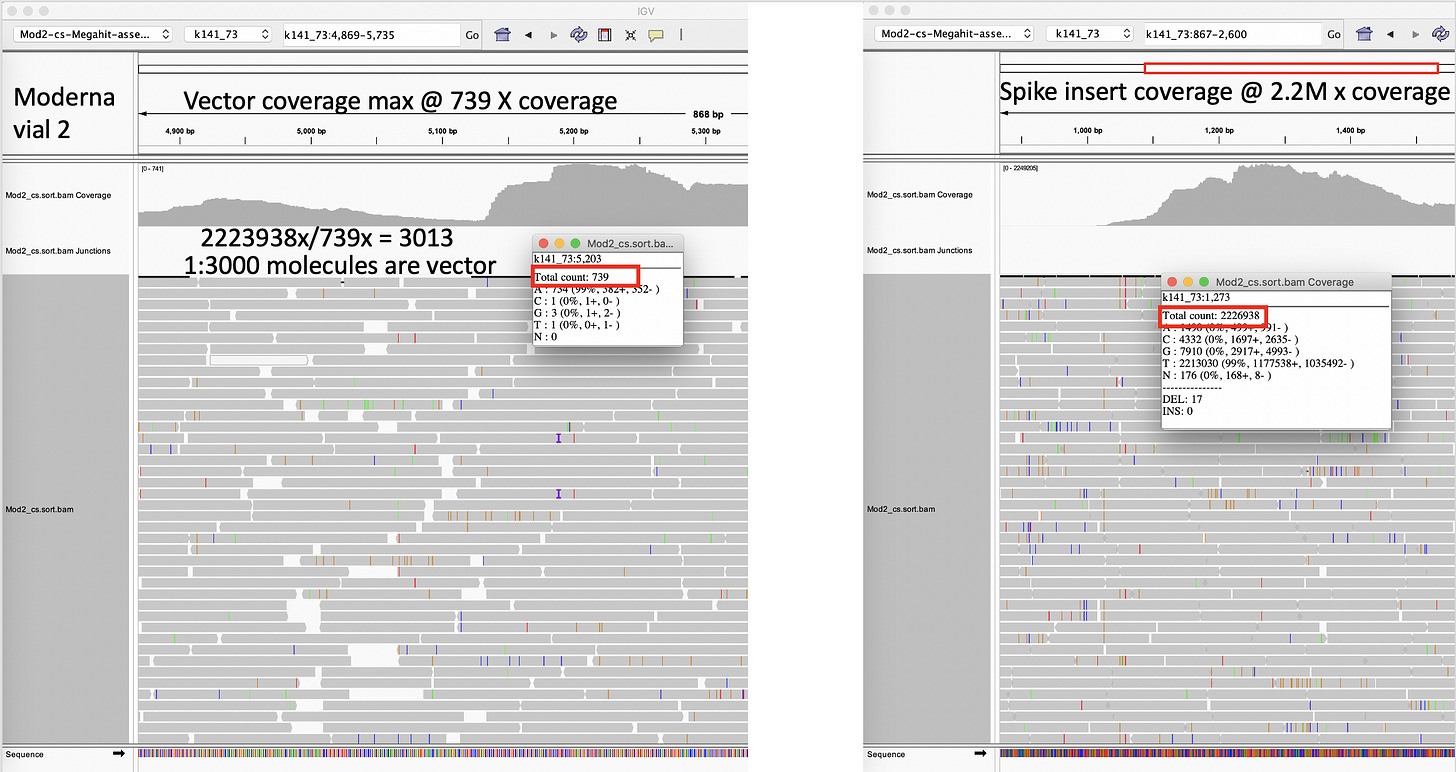 IGV
Mod2-cs-Megahit-asse...
k141_73
k141_73:4,869-5,735
Go
Moderna
vial 2
Vector coverage max @ 739 X coverage
868 bp
4,900 bp
5,000 bp
5,100 bp
5,200 bp
5,300 bp
[0 - 741]
Mod2_cs.sort.bam Coverage
Mod2_cs.sort.bam Junctions
2223938x/739x = 3013
1:3000 molecules are vector
Mod2_cs.sort.ba...
k141_73:5,203
Total count: 739
A : 734 (99%, 382+, 352- )
C : 1 (0%, 1+, 0- )
G : 3 (0%, 1+, 2- )
T : 1 (0%, 0+, 1- )
N : 0
Mod2_cs.sort.bam
Sequence
Mod2-cs-Megahit-asse...
k141_73
k141_73:867-2,600
Go
Spike insert coverage @ 2.2M x coverage
1,000 bp
1,200 bp
1,400 bp
[0 - 2249205]
Mod2_cs.sort.bam Coverage
Mod2_cs.sort.bam Junctions
Mod2_cs.sort.bam Coverage
k141_73:1,273
Total count: 2226938
A : 1490 (0%, 499+, 991- )
C : 4332 (0%, 1697+, 2635- )
G : 7910 (0%, 2917+, 4993- )
T : 2213030 (99%, 1177538+, 1035492- )
N : 176 (0%, 168+, 8- )
---------------
DEL: 17
INS: 0
Mod2_cs.sort.bam
Sequence